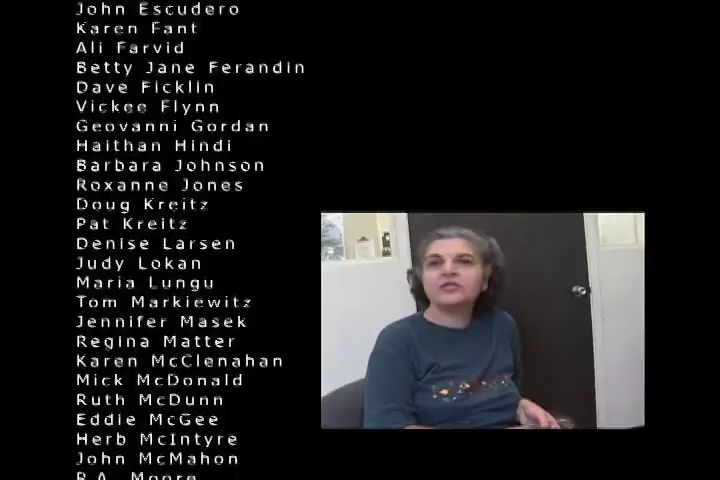 John Escudero
Karen Fant
Ali Farvid
Betty Jane Ferandin
Dave Ficklin
Vickee Flynn
Geovanni Gordan
Haithan Hindi
Barbara Johnson
Roxanne Jones
Doug Kreitz
Pat Kreitz
Denise Larsen
Judy Lokan
Maria Lungu
Tom Markiewitz
Jennifer Masek
Regina Matter
Karen McClenahan
Mick McDonald
Ruth McDunn
Eddie McGee
Herb McIntyre
John McMahon
R.A. Moore